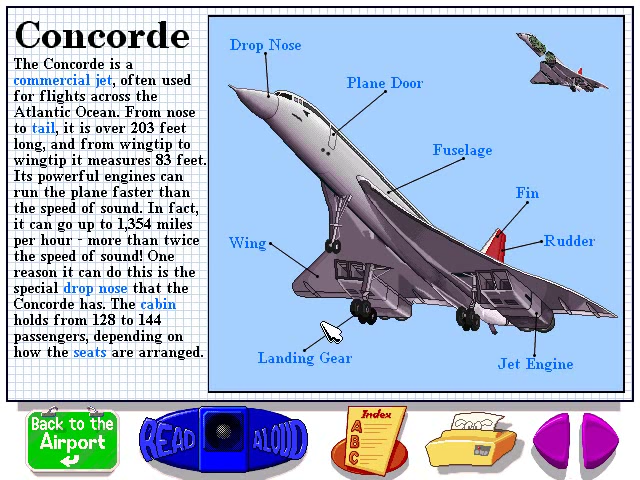 Concorde
The Concorde is a
commercial jet, often used
for flights across the
Atlantic Ocean. From nose
to tail, it is over 203 feet
long, and from wingtip to
wingtip it measures 83 feet.
Its powerful engines can
run the plane faster than
the speed of sound. In fact,
it can go up to 1,354 miles
per hour - more than twice
the speed of sound! One
reason it can do this is the
special drop nose that the
Concorde has. The cabin
holds from 128 to 144
passengers, depending on
how the seats are arranged.
Drop Nose
Plane Door
Fuselage
Fin
Rudder
Wing
Landing Gear
Jet Engine
Back to the
Airport
READ ALOUD
Index
A
B
C